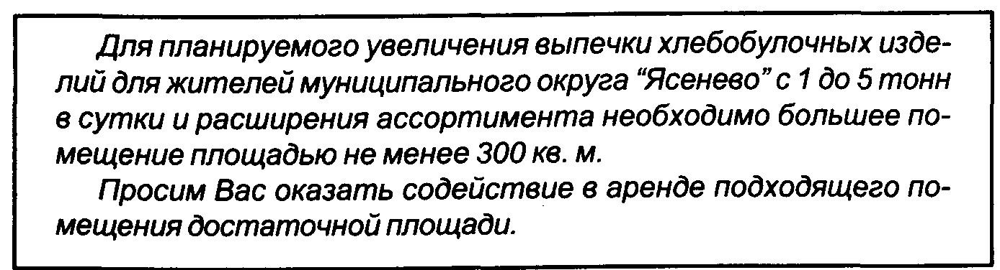 Для планируемого увеличения выпечки хлебобулочных изде-
лий для жителей муниципального округа "Ясенево" с 1 до 5 тонн
в сутки и расширения ассортимента необходимо большее по-
мещение площадью не менее 300 кв. м.
Просим Вас оказать содействие в аренде подходящего по-
мещения достаточной площади.